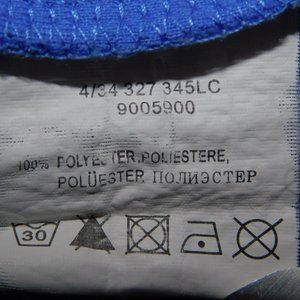 4/34 327 345LC
9005900
100% POLYESTER,POLIESTERE,
POLÜESTER ПОЛИЭСТЕР
30